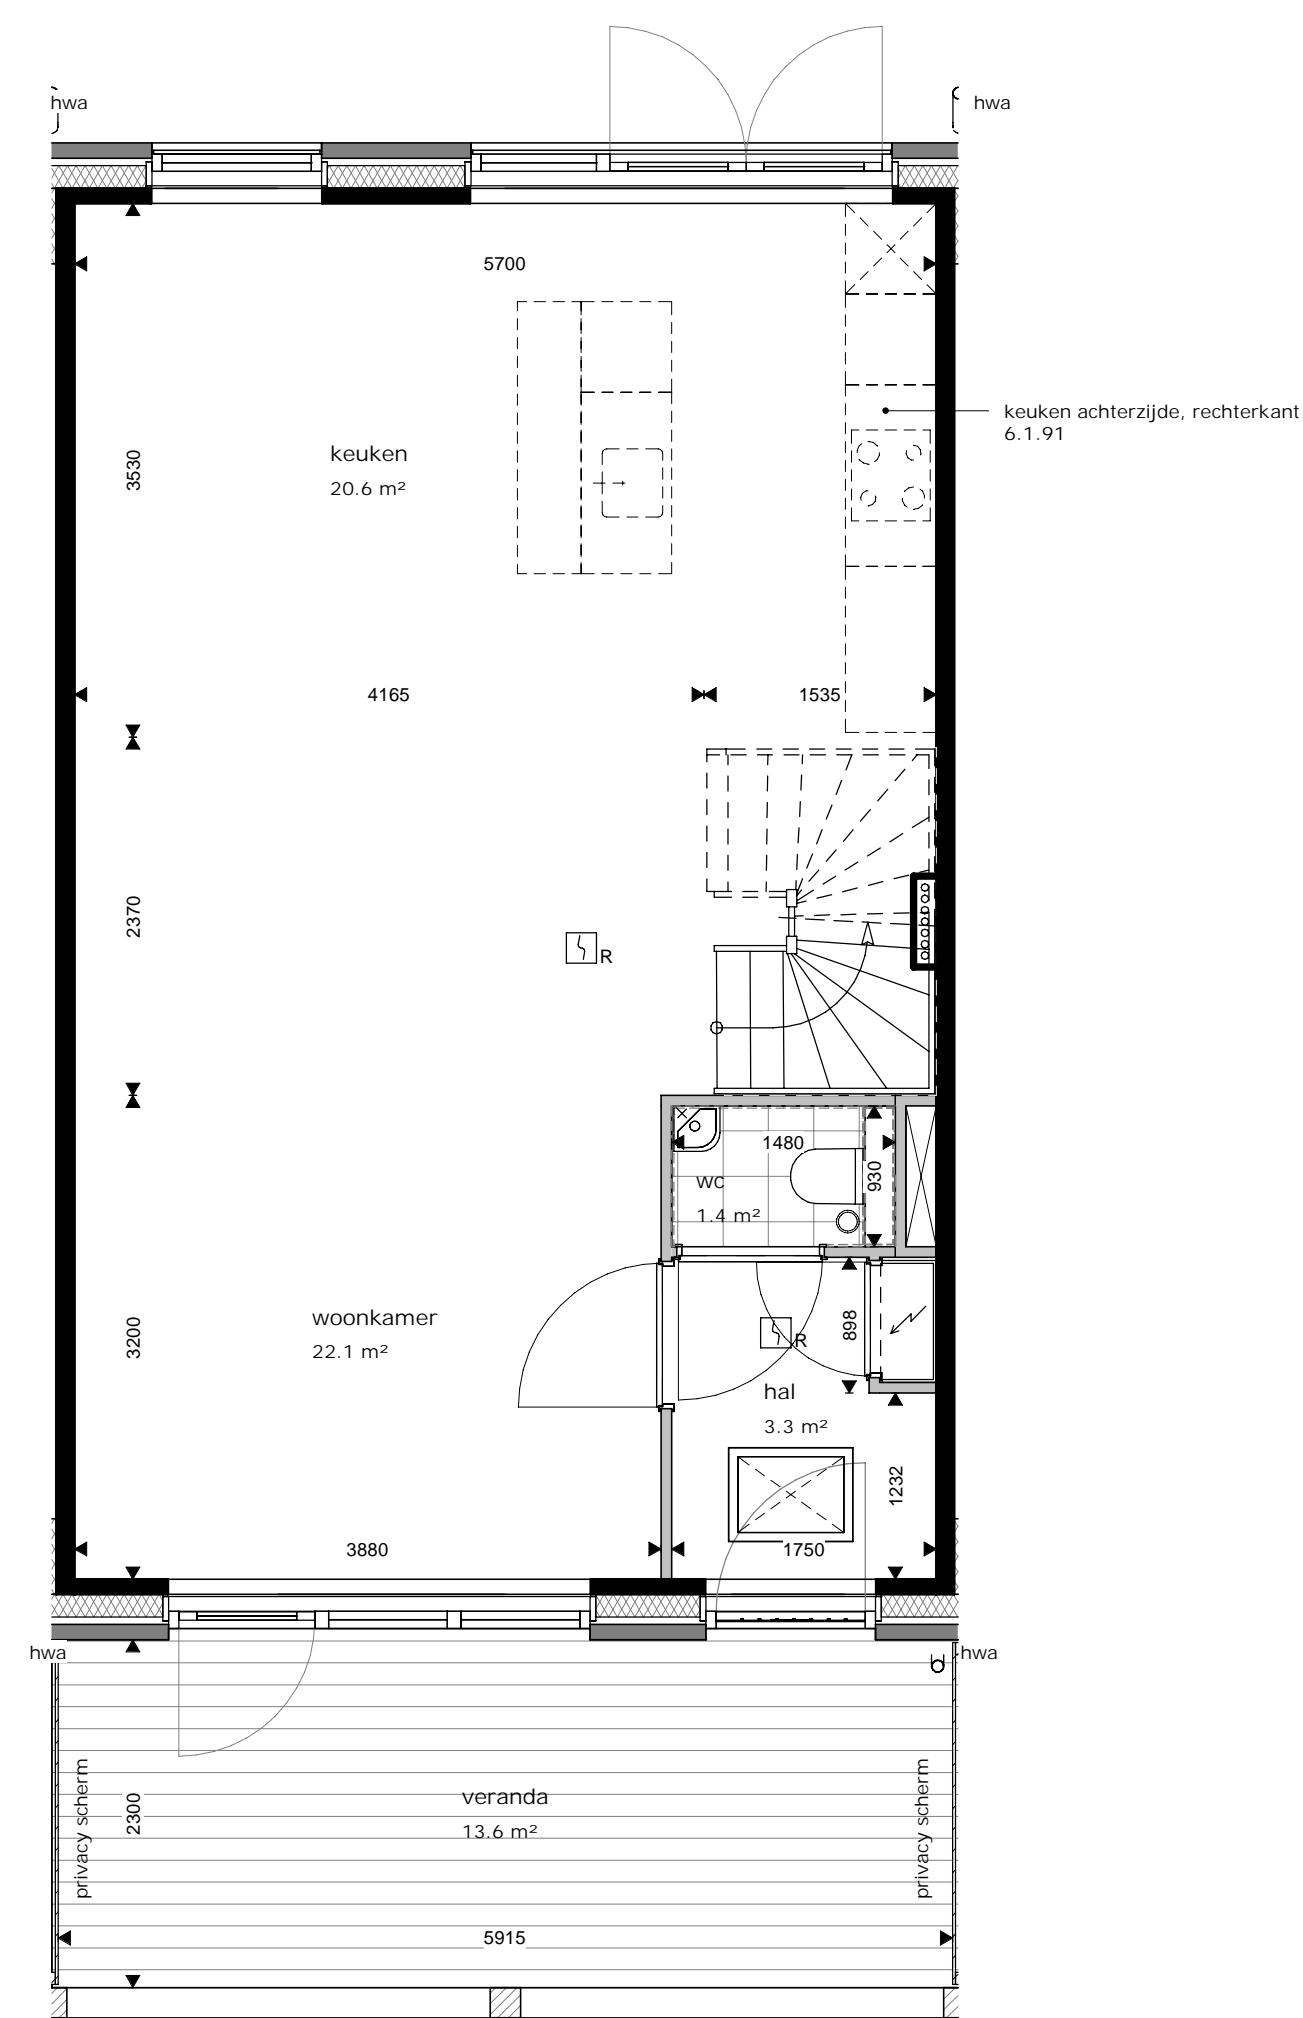 hwa
hwa
5700
keuken achterzijde, rechterkant
6.1.91
keuken
20.6 m²
3530
4165
1535
2370
R
1480
930
wc
1.4 m²
woonkamer
22.1 m²
3200
898
R
hal
3.3 m²
1232
3880
1750
hwa
hwa
privacy scherm
2300
veranda
13.6 m²
privacy scherm
5915